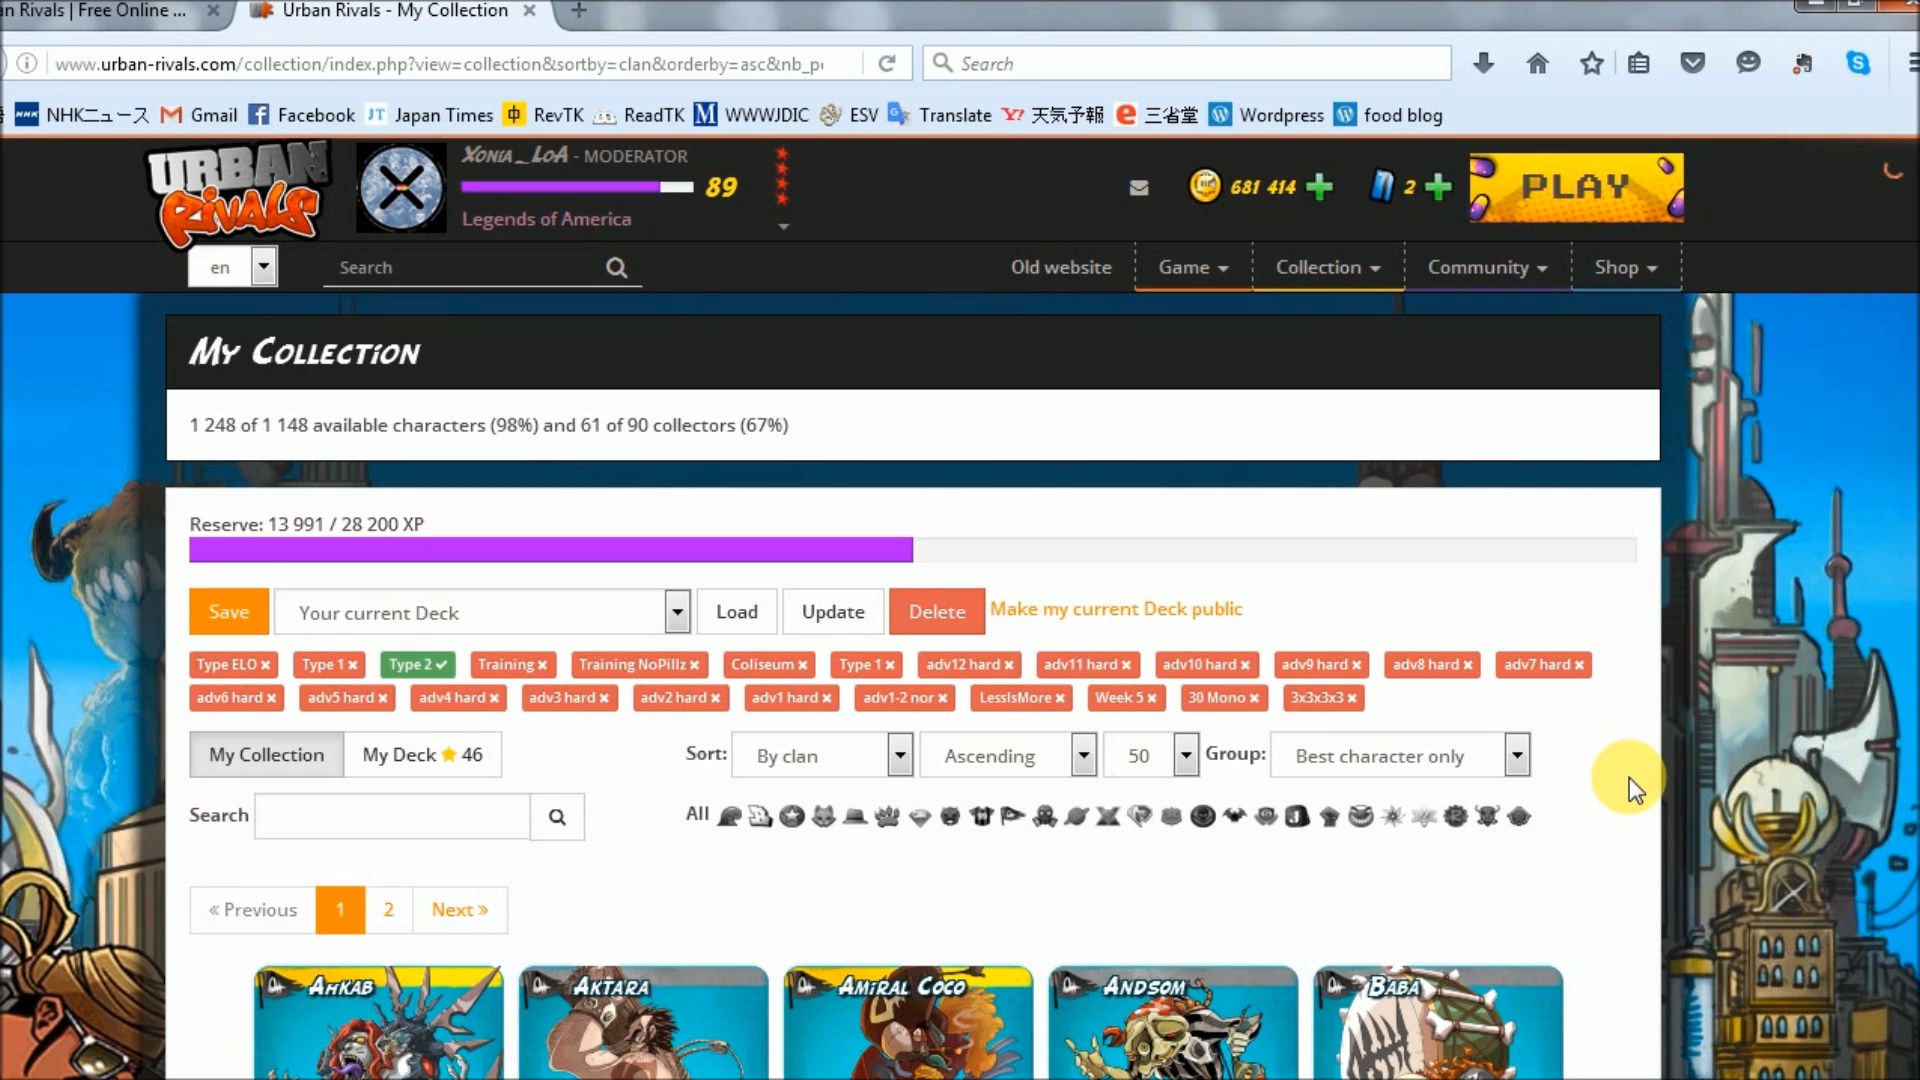 an Rivals | Free Online ... Urban Rivals - My Collection
www.urban-rivals.com/collection/index.php?view=collection&sortby=clan&orderby=asc&nb_p Search
NHKニュース Gmail Facebook JT Japan Times 中 RevTK ReadTK M WWWJDIC ESV Translate 天気予報 三省堂 Wordpress food blog
URBAN RIVALS
XONIA_LOA - MODERATOR
89
Legends of America
681 414
2
PLAY
en Search Old website Game Collection Community Shop
MY COLLECTION
1 248 of 1 148 available characters (98%) and 61 of 90 collectors (67%)
Reserve: 13 991 / 28 200 XP
Save Your current Deck Load Update Delete Make my current Deck public
Type ELO Type 1 Type 2 Training Training NoPillz Coliseum Type 1 adv12 hard adv11 hard adv10 hard adv9 hard adv8 hard adv7 hard
adv6 hard adv5 hard adv4 hard adv3 hard adv2 hard adv1 hard adv1-2 nor LessIsMore Week 5 30 Mono 3x3x3x3
My Collection My Deck 46 Sort: By clan Ascending 50 Group: Best character only
Search All
« Previous 1 2 Next »
AHKAB AKTARA AMIRAL COCO ANDSOM BABA